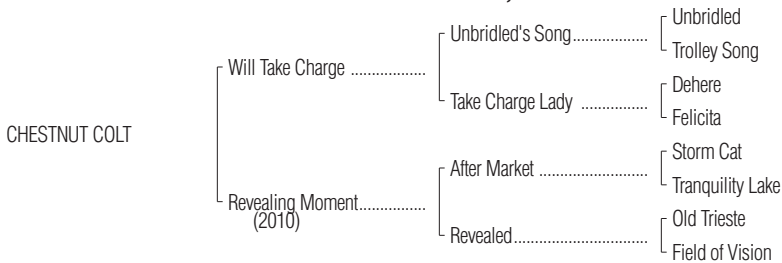 Unbridled
Unbridled's Song....................
Trolley Song
Will Take Charge ..................
Dehere
Take Charge Lady .................
Felicita
CHESTNUT COLT
Storm Cat
After Market ............................
Tranquility Lake
Revealing Moment.................
(2010)
Old Trieste
Revealed...................................
Field of Vision